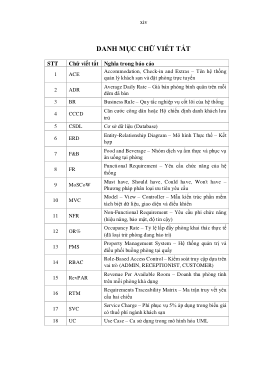 xiv
DANH MỤC CHỮ VIẾT TẮT
STT Chữ viết tắt Nghĩa trong báo cáo
1 ACE Accommodation, Check-in and Extras – Tên hệ thống
quản lý khách sạn và đặt phòng trực tuyến
2 ADR Average Daily Rate – Giá bán phòng bình quân trên mỗi
đêm đã bán
3 BR Business Rule – Quy tắc nghiệp vụ cốt lõi của hệ thống
4 CCCD Căn cước công dân hoặc Hộ chiếu định danh khách lưu
trú
5 CSDL Cơ sở dữ liệu (Database)
6 ERD Entity-Relationship Diagram – Mô hình Thực thể – Kết
hợp
7 F&B Food and Beverage – Nhóm dịch vụ ẩm thực và phục vụ
ăn uống tại phòng
8 FR Functional Requirement – Yêu cầu chức năng của hệ
thống
9 MoSCoW Must have, Should have, Could have, Won't have –
Phương pháp phân loại ưu tiên yêu cầu
10 MVC Model – View – Controller – Mẫu kiến trúc phần mềm
tách biệt dữ liệu, giao diện và điều khiển
11 NFR Non-Functional Requirement – Yêu cầu phi chức năng
(hiệu năng, bảo mật, độ tin cậy)
12 OR% Occupancy Rate – Tỷ lệ lấp đầy phòng khai thác thực tế
(đã loại trừ phòng đang bảo trì)
13 PMS Property Management System – Hệ thống quản trị và
điều phối buồng phòng tại quầy
14 RBAC Role-Based Access Control – Kiểm soát truy cập dựa trên
vai trò (ADMIN, RECEPTIONIST, CUSTOMER)
15 RevPAR Revenue Per Available Room – Doanh thu phòng tính
trên mỗi phòng khả dụng
16 RTM Requirements Traceability Matrix – Ma trận truy vết yêu
cầu hai chiều
17 SVC Service Charge – Phí phục vụ 5% áp dụng trong biểu giá
có thuế phí ngành khách sạn
18 UC Use Case – Ca sử dụng trong mô hình hóa UML